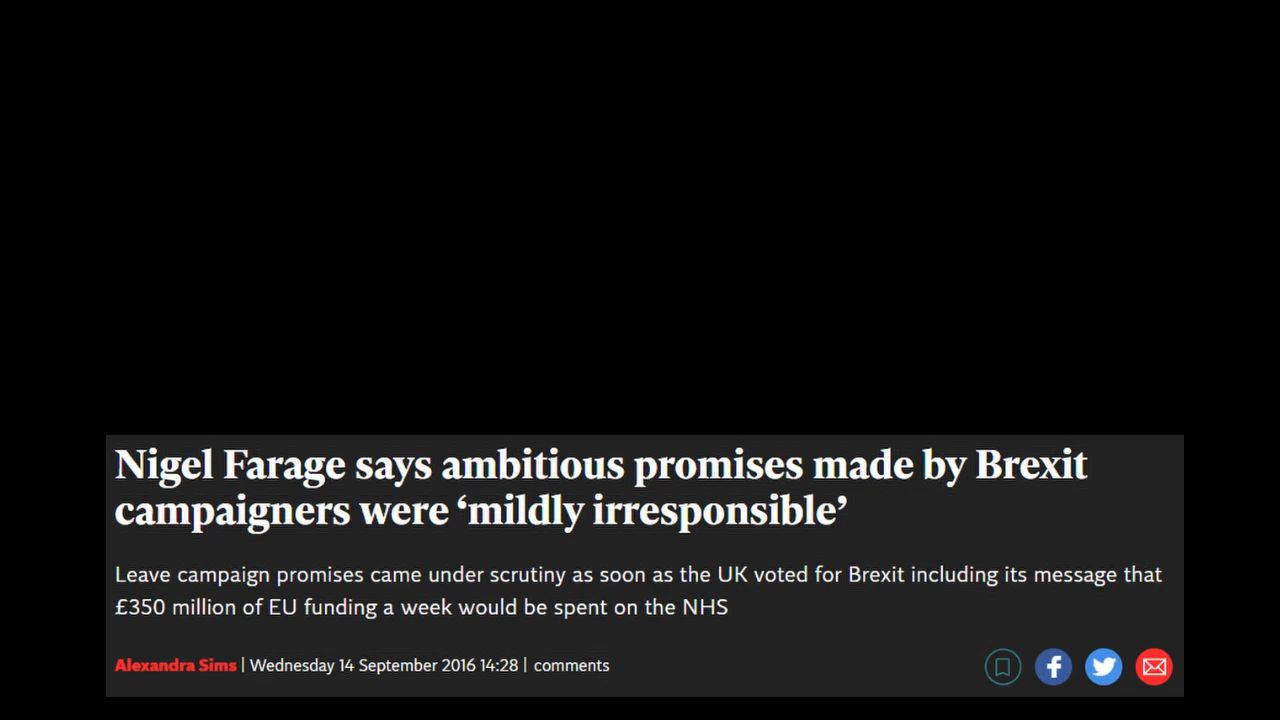 Nigel Farage says ambitious promises made by Brexit
campaigners were ‘mildly irresponsible’
Leave campaign promises came under scrutiny as soon as the UK voted for Brexit including its message that
£350 million of EU funding a week would be spent on the NHS
Alexandra Sims | Wednesday 14 September 2016 14:28 | comments